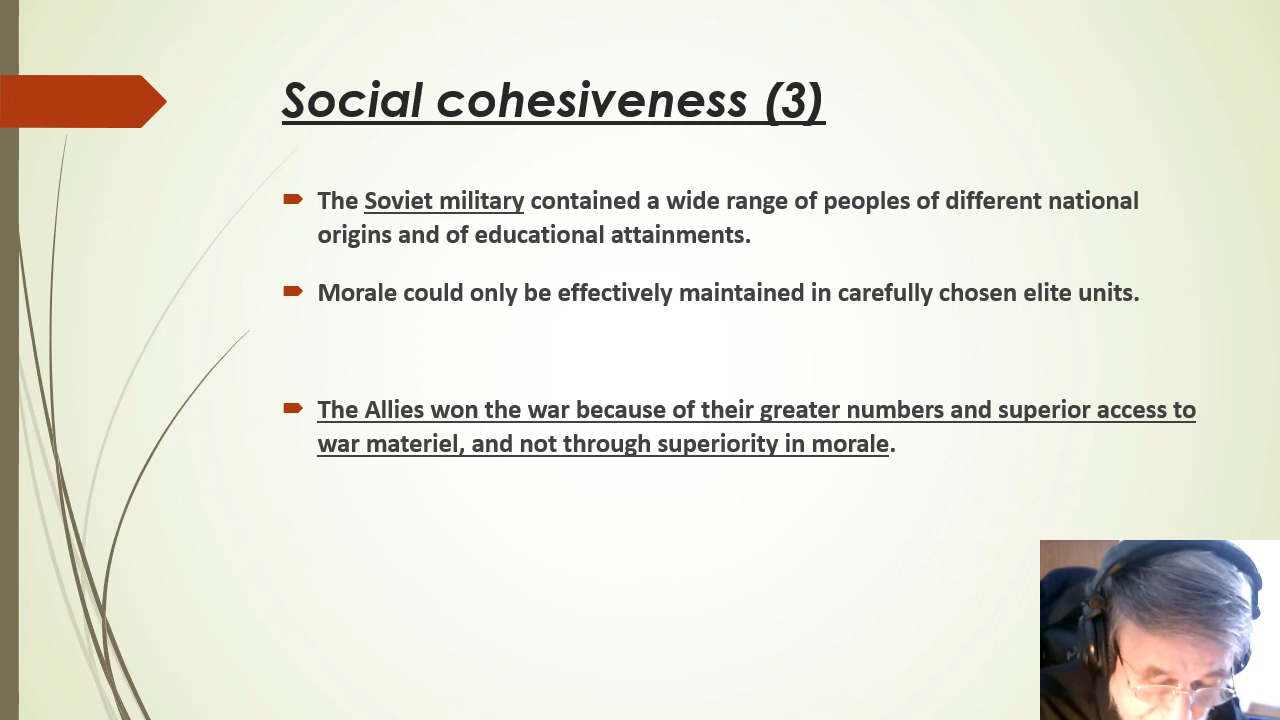 Social cohesiveness (3)
The Soviet military contained a wide range of peoples of different national
origins and of educational attainments.
Morale could only be effectively maintained in carefully chosen elite units.
The Allies won the war because of their greater numbers and superior access to
war materiel, and not through superiority in morale.